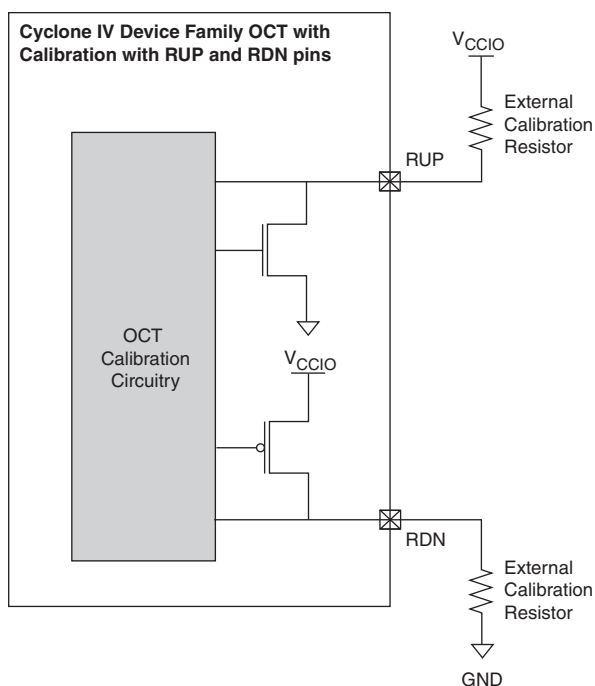 Cyclone IV Device Family OCT with
Calibration with RUP and RDN pins
VCCIO
External
Calibration
Resistor
RUP
OCT
Calibration
Circuitry
VCCIO
RDN
External
Calibration
Resistor
GND